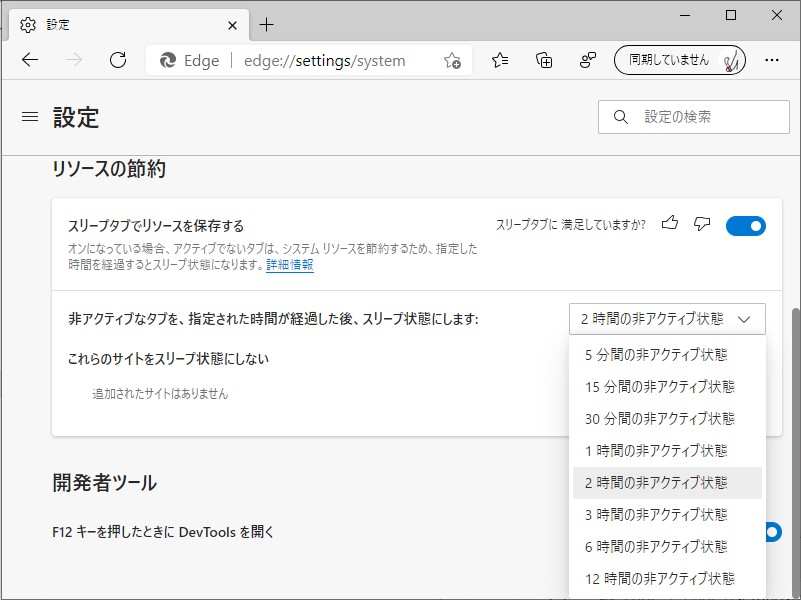 設定
Edge | edge://settings/system
同期していません
設定
設定の検索
リソースの節約
スリープタブでリソースを保存する
スリープタブに 満足していますか?
オンになっている場合、アクティブでないタブは、システム リソースを節約するため、指定した
時間を経過するとスリープ状態になります。詳細情報
非アクティブなタブを、指定された時間が経過した後、スリープ状態にします:
2 時間の非アクティブ状態
これらのサイトをスリープ状態にしない
追加されたサイトはありません
5 分間の非アクティブ状態
15 分間の非アクティブ状態
30 分間の非アクティブ状態
1 時間の非アクティブ状態
2 時間の非アクティブ状態
3 時間の非アクティブ状態
6 時間の非アクティブ状態
12 時間の非アクティブ状態
開発者ツール
F12 キーを押したときに DevTools を開く